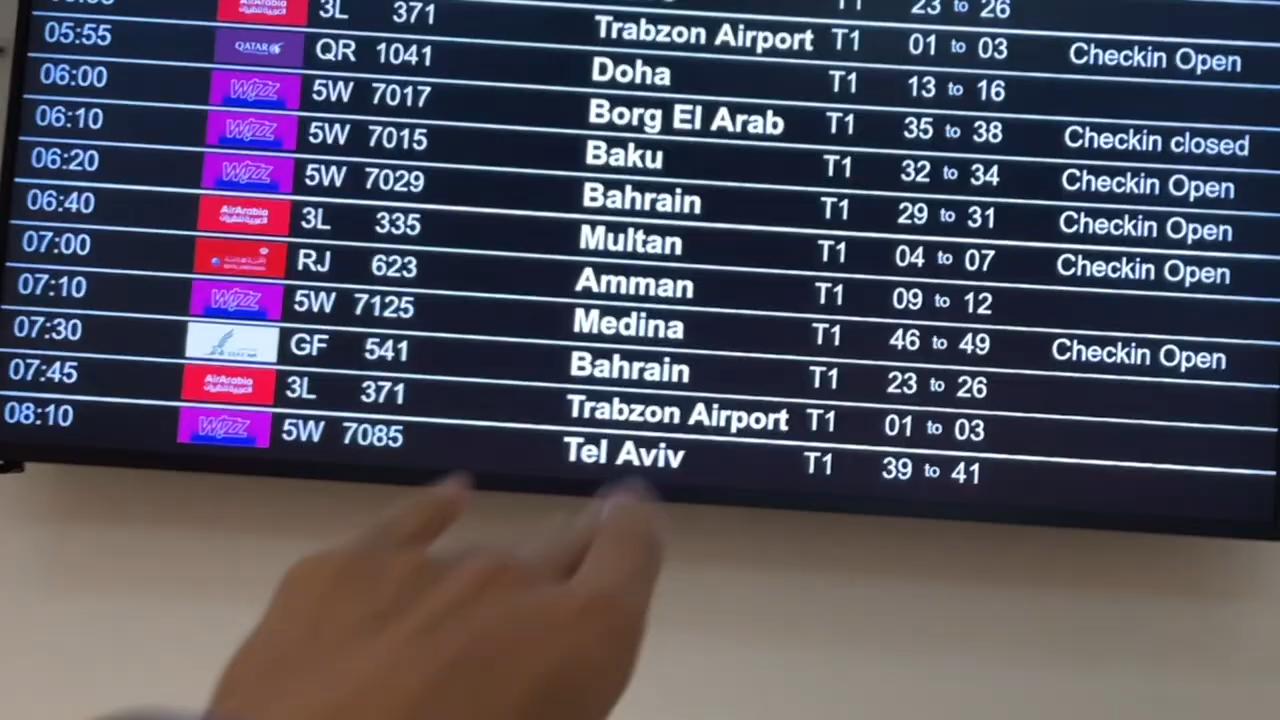 T1 23 to 26
AirArabia 3L 371 Trabzon Airport T1 01 to 03 Checkin Open
05:55 QATAR QR 1041 Doha T1 13 to 16
06:00 WIZZ 5W 7017 Borg El Arab T1 35 to 38 Checkin closed
06:10 WIZZ 5W 7015 Baku T1 32 to 34 Checkin Open
06:20 WIZZ 5W 7029 Bahrain T1 29 to 31 Checkin Open
06:40 AirArabia العربية للطيران 3L 335 Multan T1 04 to 07 Checkin Open
07:00 RJ 623 Amman T1 09 to 12
07:10 WIZZ 5W 7125 Medina T1 46 to 49 Checkin Open
07:30 GF 541 Bahrain T1 23 to 26
07:45 AirArabia العربية للطيران 3L 371 Trabzon Airport T1 01 to 03
08:10 WIZZ 5W 7085 Tel Aviv T1 39 to 41